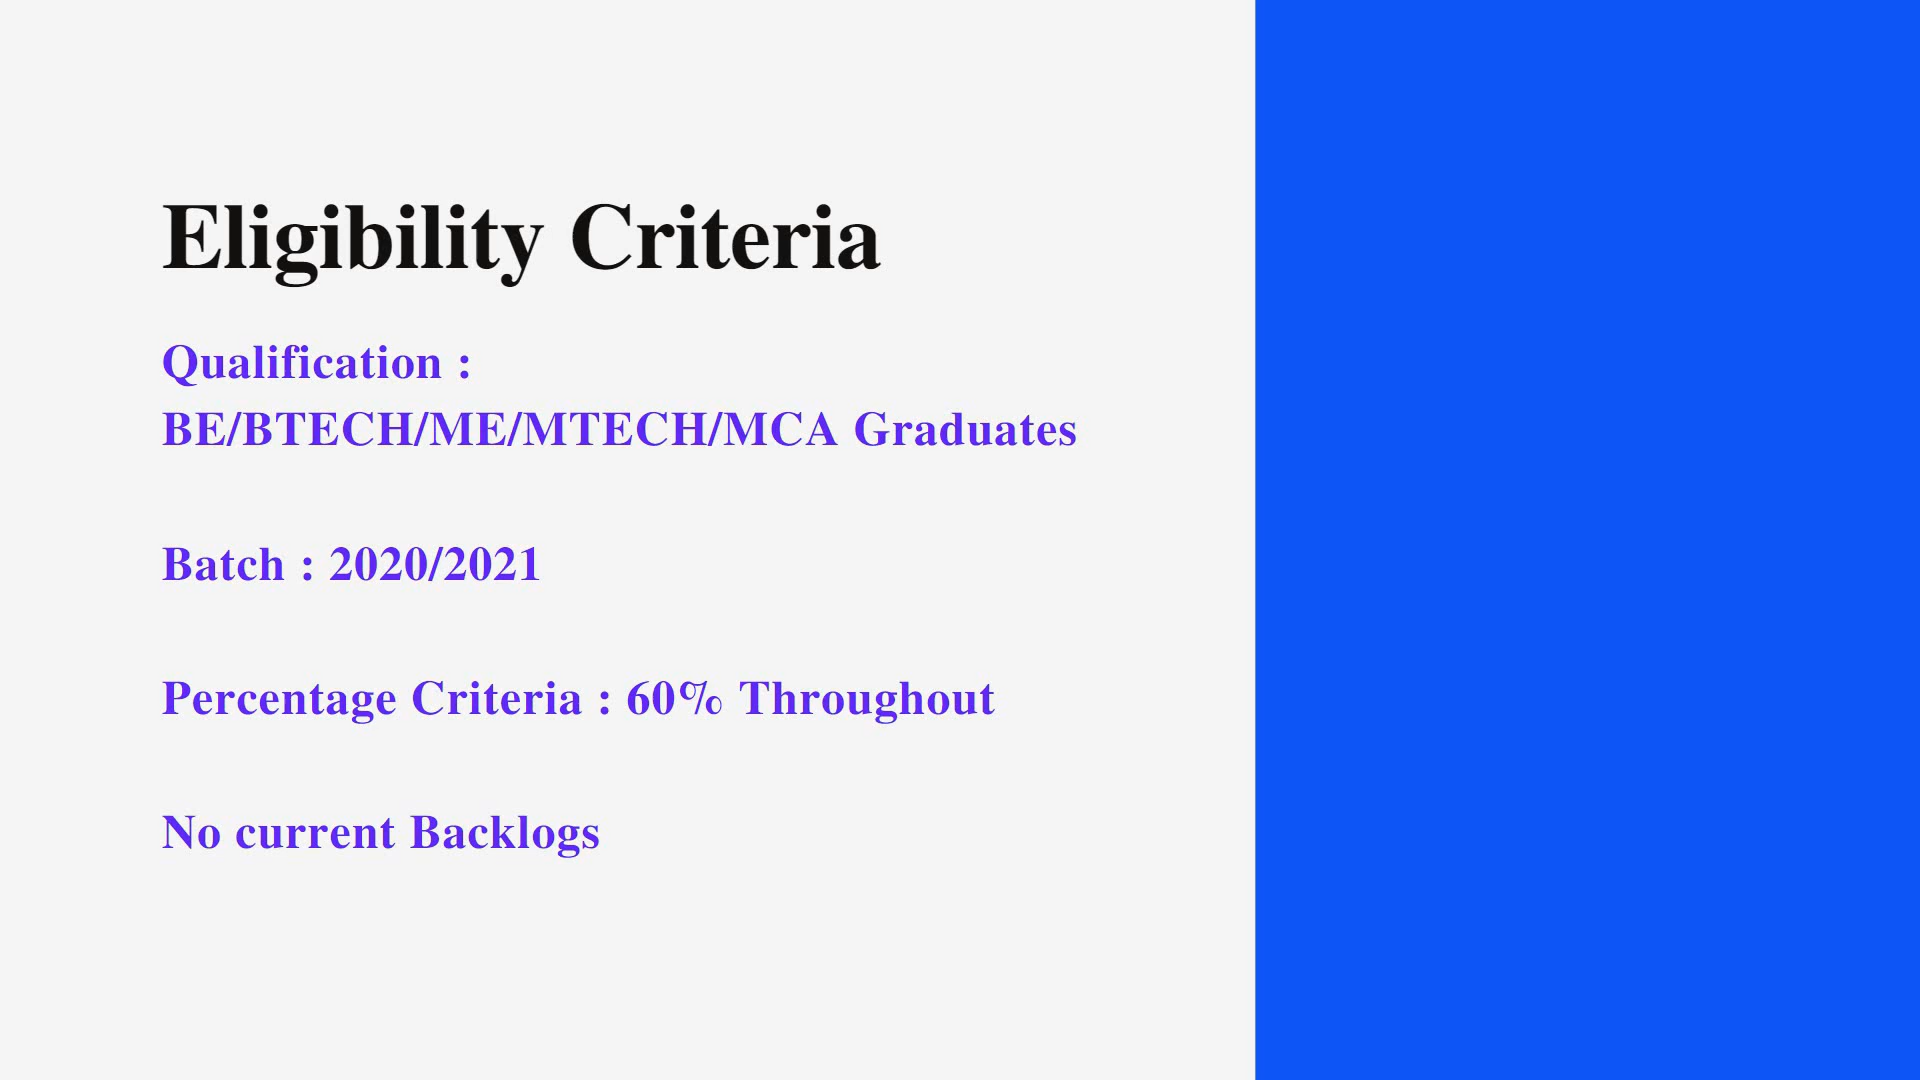 Eligibility Criteria
Qualification :
BE/BTECH/ME/MTECH/MCA Graduates
Batch : 2020/2021
Percentage Criteria : 60% Throughout
No current Backlogs